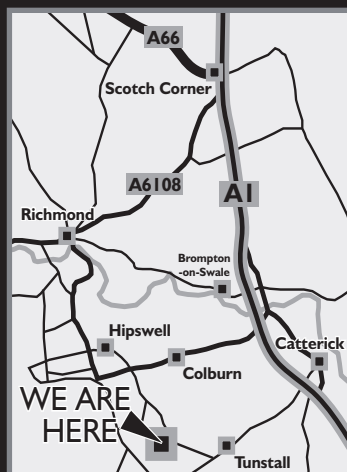 A66
Scotch Corner
A6108
A1
Richmond
Brompton
-on-Swale
Hipswell
Catterick
Colburn
WE ARE
HERE
Tunstall